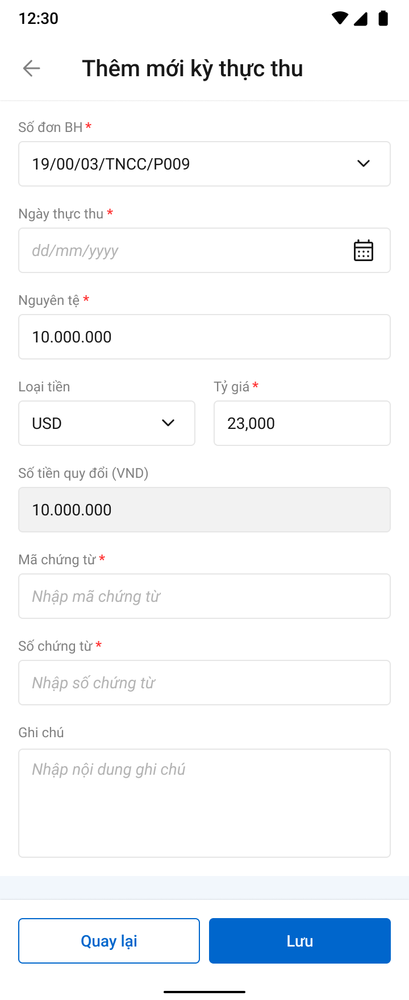 12:30
Thêm mới kỳ thực thu
Số đơn BH *
19/00/03/TNCC/P009
Ngày thực thu *
dd/mm/yyyy
Nguyên tệ *
10.000.000
Loại tiền
Tỷ giá *
USD
23,000
Số tiền quy đổi (VND)
10.000.000
Mã chứng từ *
Nhập mã chứng từ
Số chứng từ *
Nhập số chứng từ
Ghi chú
Nhập nội dung ghi chú
Quay lại
Lưu